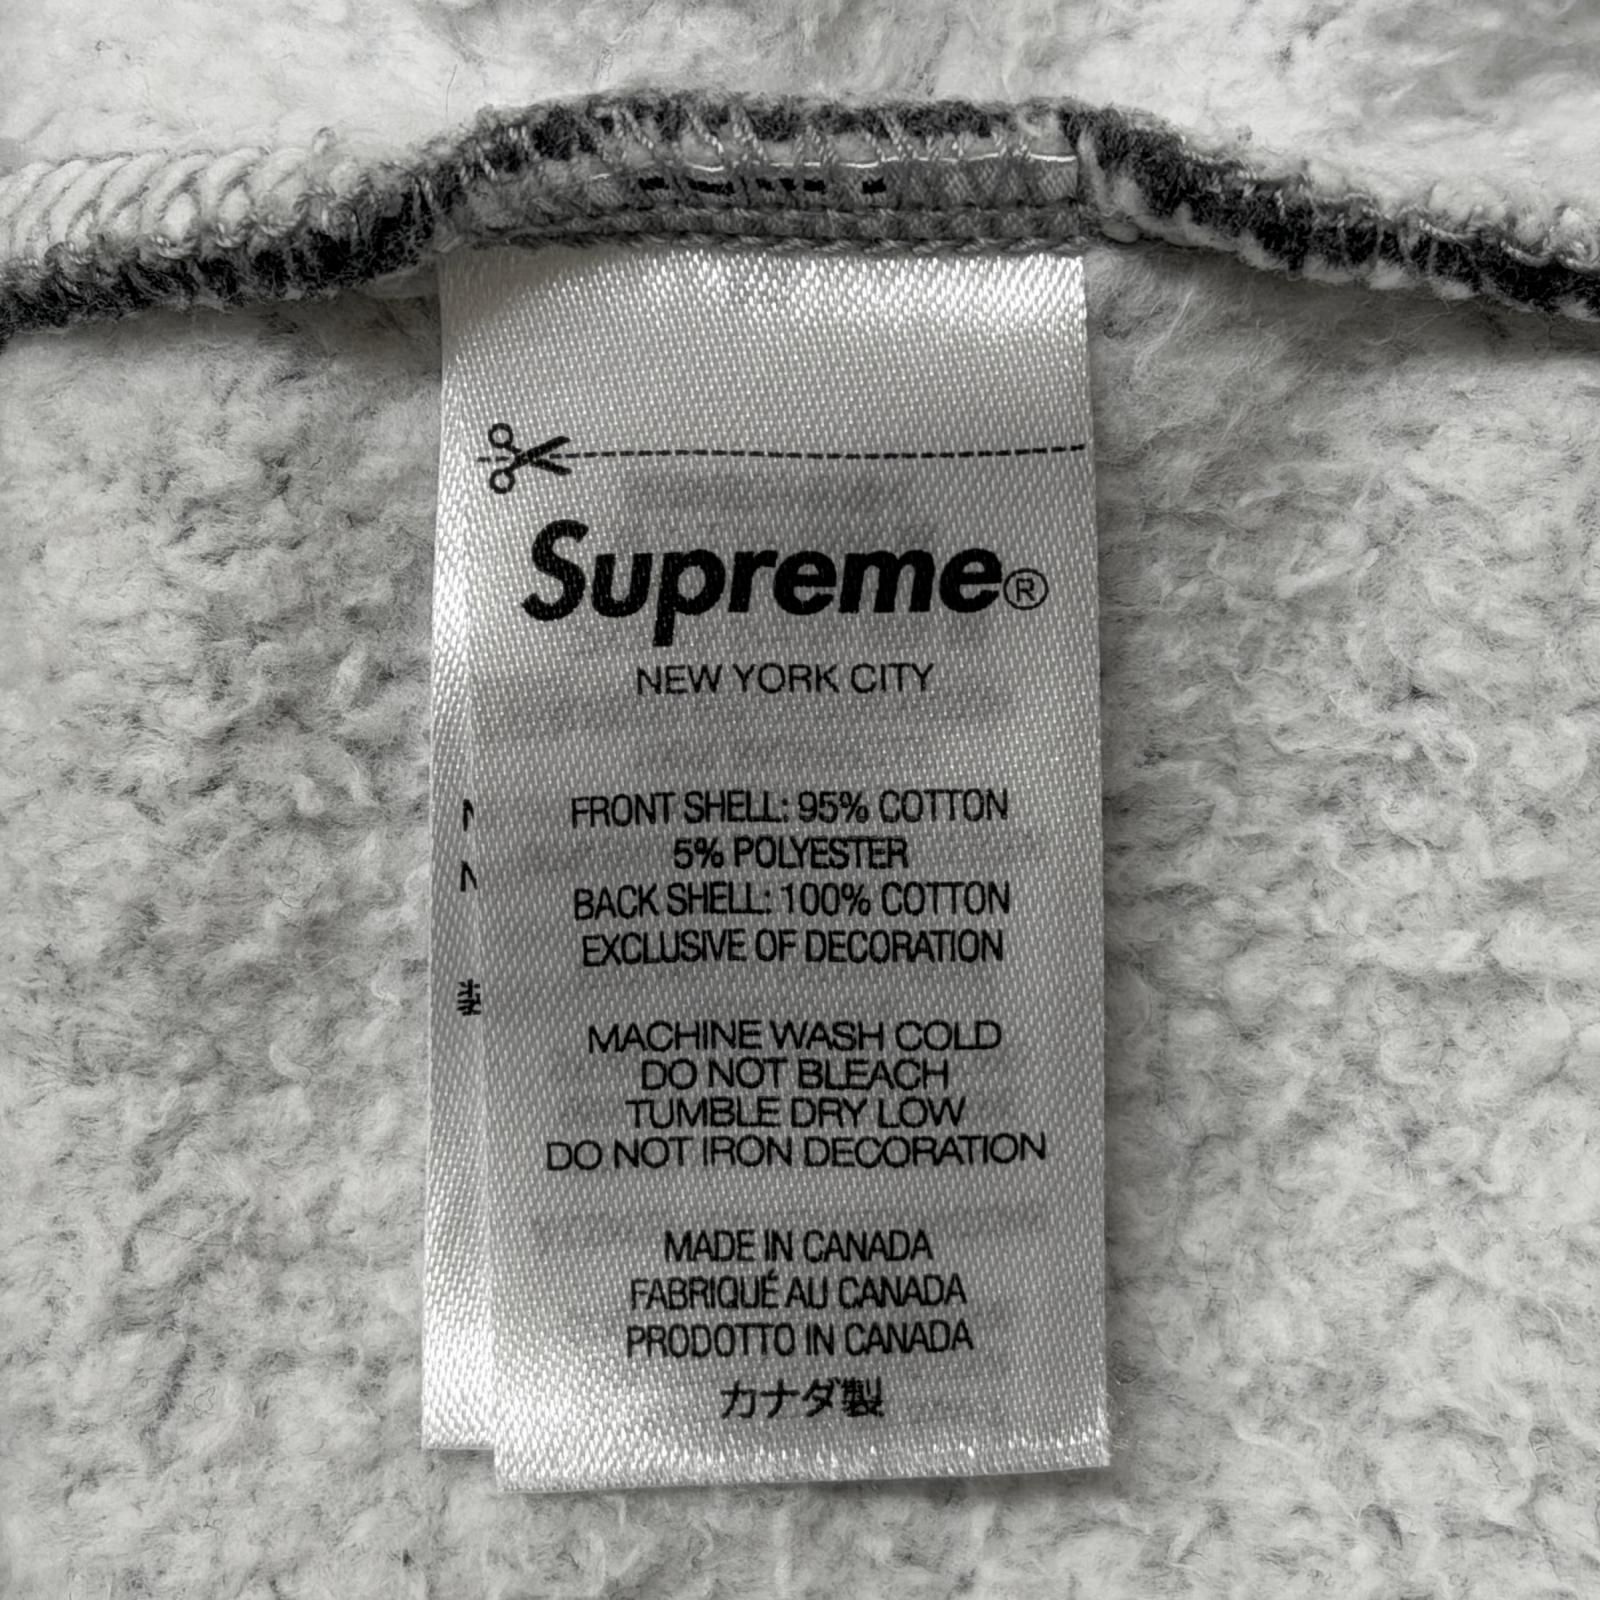 Supreme®
NEW YORK CITY
FRONT SHELL: 95% COTTON
5% POLYESTER
BACK SHELL: 100% COTTON
EXCLUSIVE OF DECORATION
MACHINE WASH COLD
DO NOT BLEACH
TUMBLE DRY LOW
DO NOT IRON DECORATION
MADE IN CANADA
FABRIQUÉ AU CANADA
PRODOTTO IN CANADA
カナダ製